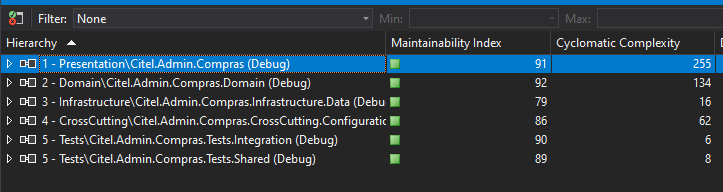 Filter: None Min: Max:
Hierarchy Maintainability Index Cyclomatic Complexity
1 - Presentation\Citel.Admin.Compras (Debug) 91 255
2 - Domain\Citel.Admin.Compras.Domain (Debug) 92 134
3 - Infrastructure\Citel.Admin.Compras.Infrastructure.Data (Debu 79 16
4 - CrossCutting\Citel.Admin.Compras.CrossCutting.Configuratio 86 62
5 - Tests\Citel.Admin.Compras.Tests.Integration (Debug) 90 6
5 - Tests\Citel.Admin.Compras.Tests.Shared (Debug) 89 8